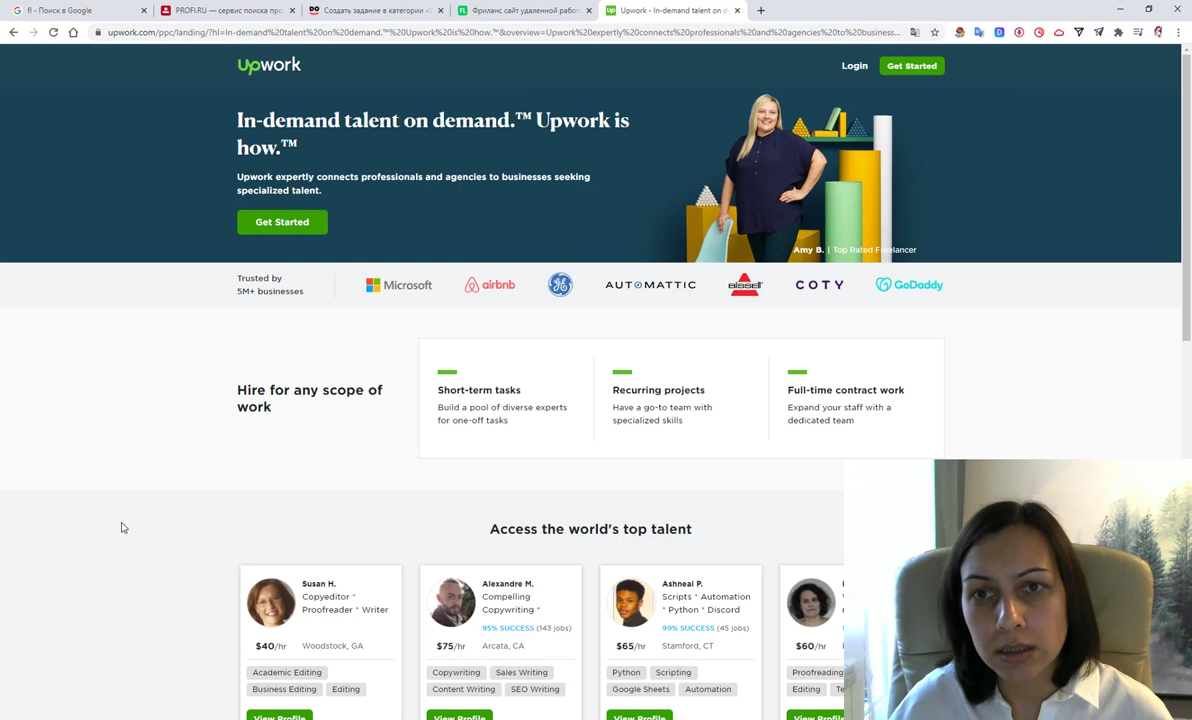 fl - Поиск в Google
PROFI.RU — сервис поиска про
Создать задание в категории «
Фриланс сайт удаленной работ
Upwork - In-demand talent on d
upwork.com/ppc/landing/?hl=In-demand%20talent%20on%20demand.™%20Upwork%20is%20how.™&overview=Upwork%20expertly%20connects%20professionals%20and%20agencies%20to%20business...
upwork
Login
Get Started
In-demand talent on demand.™ Upwork is
how.™
Upwork expertly connects professionals and agencies to businesses seeking
specialized talent.
Get Started
Amy B. | Top Rated Freelancer
Trusted by
5M+ businesses
Microsoft
airbnb
AUTOMATTIC
BISSELL
COTY
GoDaddy
Hire for any scope of
work
Short-term tasks
Build a pool of diverse experts
for one-off tasks
Recurring projects
Have a go-to team with
specialized skills
Full-time contract work
Expand your staff with a
dedicated team
Access the world's top talent
Susan H.
Copyeditor *
Proofreader * Writer
$40/hr
Woodstock, GA
Academic Editing
Business Editing
Editing
View Profile
Alexandre M.
Compelling
Copywriting *
95% SUCCESS (143 jobs)
$75/hr
Arcata, CA
Copywriting
Sales Writing
Content Writing
SEO Writing
View Profile
Ashneal P.
Scripts * Automation
* Python * Discord
99% SUCCESS (45 jobs)
$65/hr
Stamford, CT
Python
Scripting
Google Sheets
Automation
View Profile
$60/hr
Proofreading
Editing
View Profile